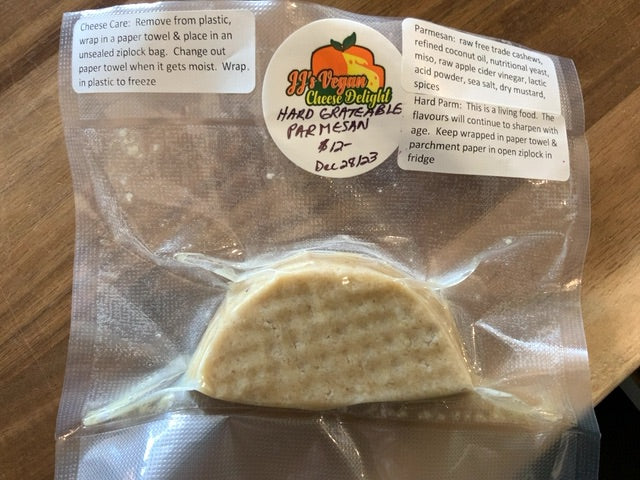 Cheese Care: Remove from plastic,
wrap in a paper towel & place in an
unsealed ziplock bag. Change out
paper towel when it gets moist. Wrap
in plastic to freeze
JJ's Vegan
Cheese Delight
HARD GRATEABLE
PARMESAN
$12-
Dec 28/23
Parmesan: raw free trade cashews,
refined coconut oil, nutritional yeast,
miso, raw apple cider vinegar, lactic
acid powder, sea salt, dry mustard,
spices
Hard Parm: This is a living food. The
flavours will continue to sharpen with
age. Keep wrapped in paper towel &
parchment paper in open ziplock in
fridge